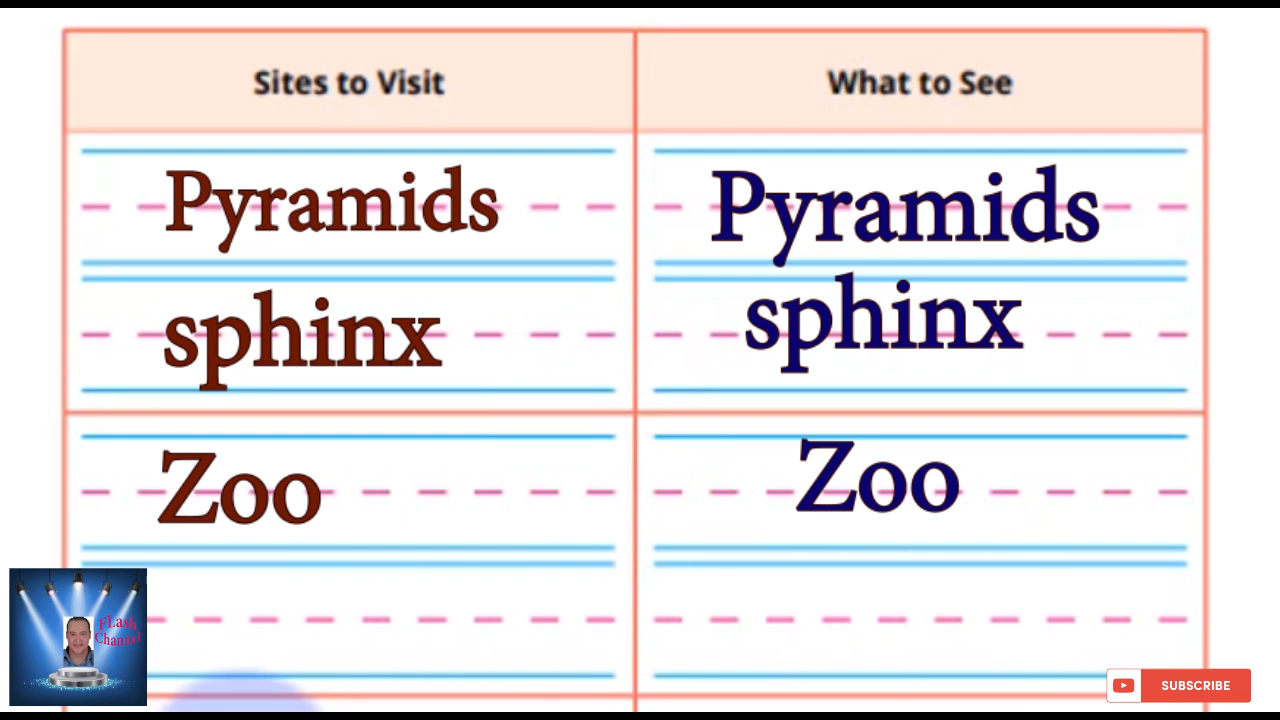 Sites to Visit
What to See
Pyramids
sphinx
Pyramids
sphinx
Zoo
Zoo
FLash
Channel
SUBSCRIBE